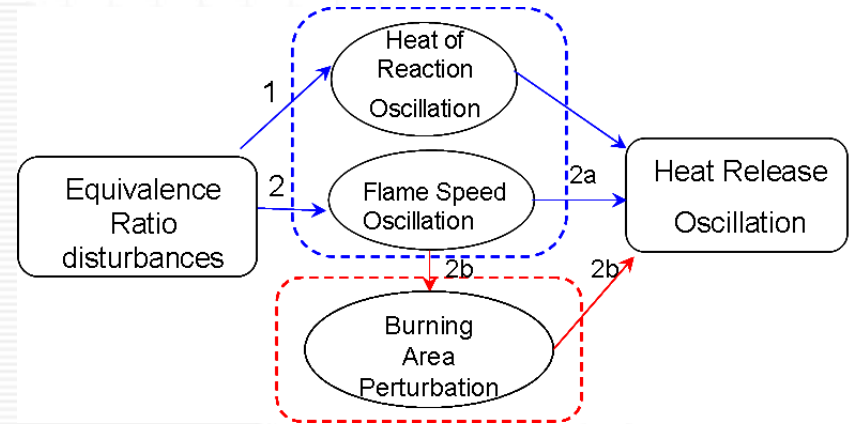 Heat of
Reaction
Oscillation
1
Equivalence
Ratio
disturbances
2
Flame Speed
Oscillation
2a
Heat Release
Oscillation
2b
2b
Burning
Area
Perturbation